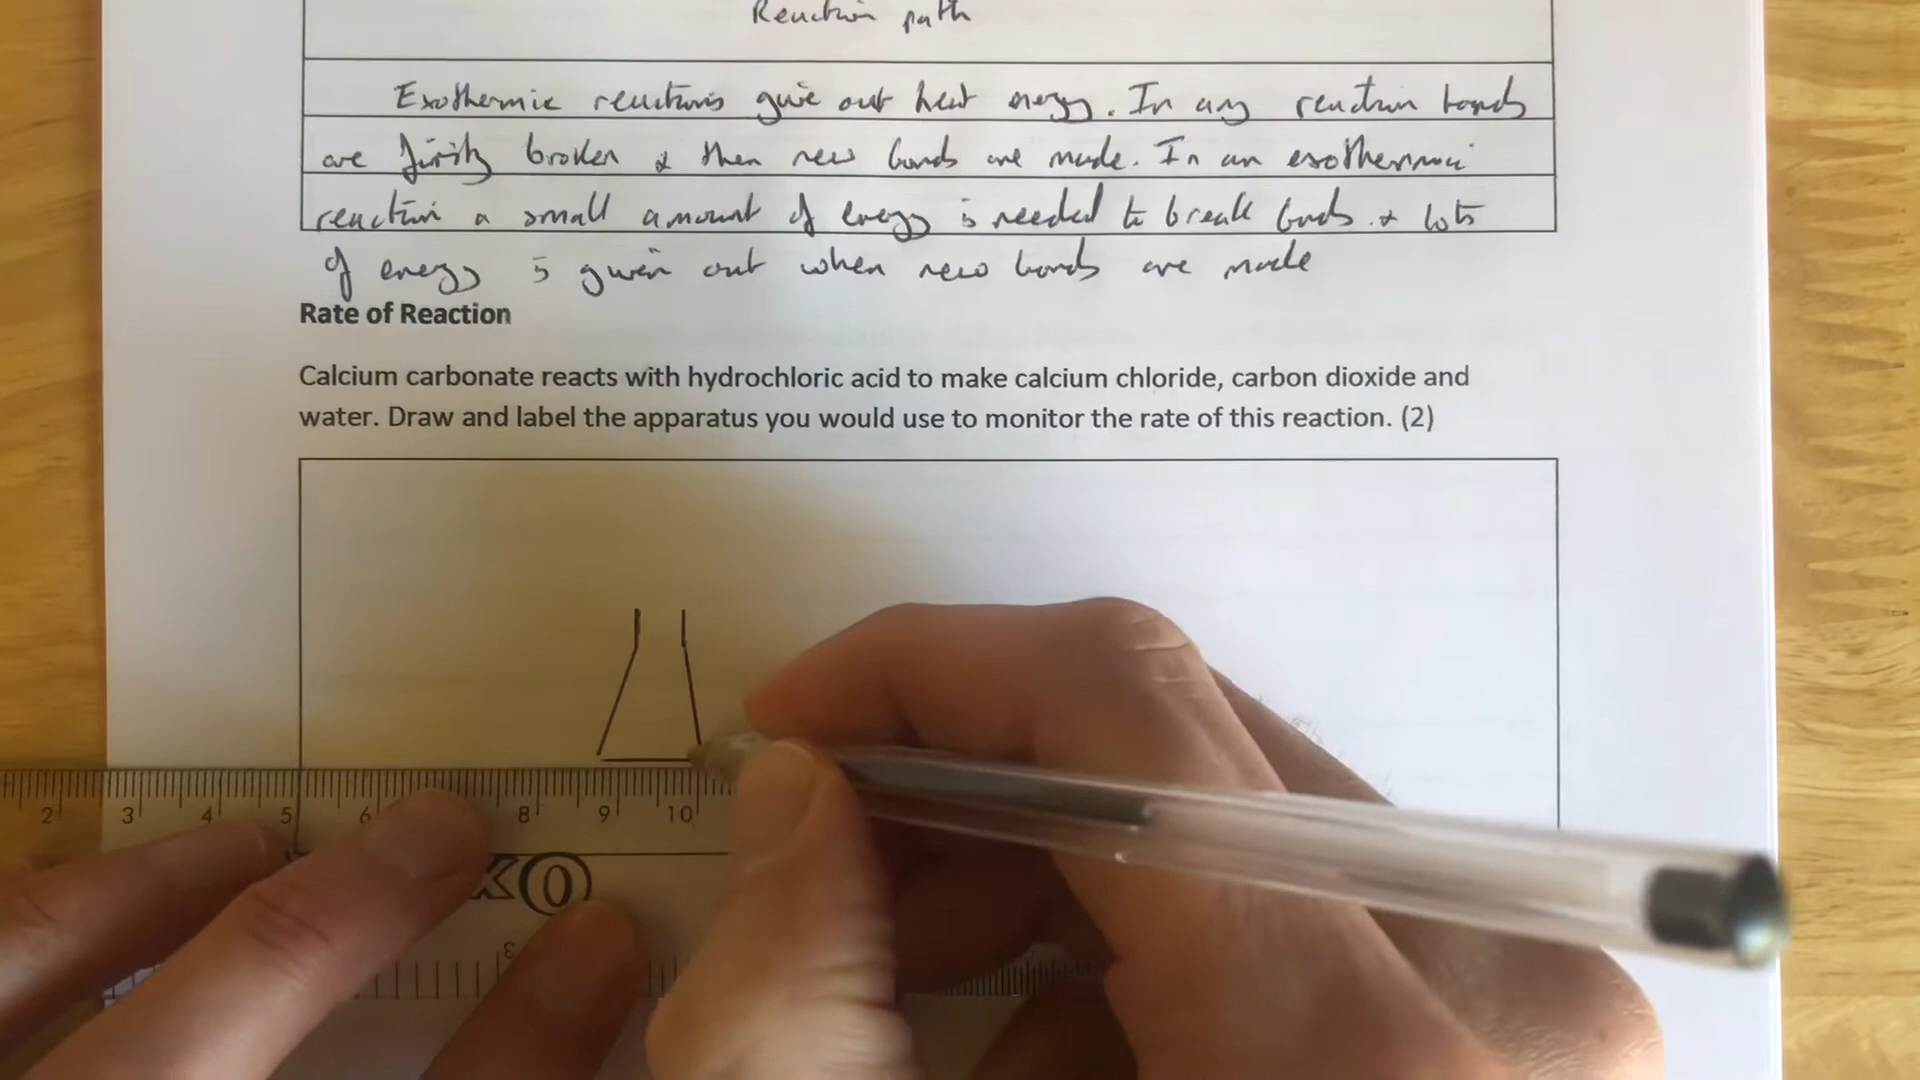 Reaction path
Exothermic reactions give out heat energy. In any reaction bonds
are firstly broken & then new bonds are made. In an exothermic
reaction a small amount of energy is needed to break bonds & lots
of energy is given out when new bonds are made
Rate of Reaction
Calcium carbonate reacts with hydrochloric acid to make calcium chloride, carbon dioxide and
water. Draw and label the apparatus you would use to monitor the rate of this reaction. (2)
2 3 4 5 6 8 9 10
3